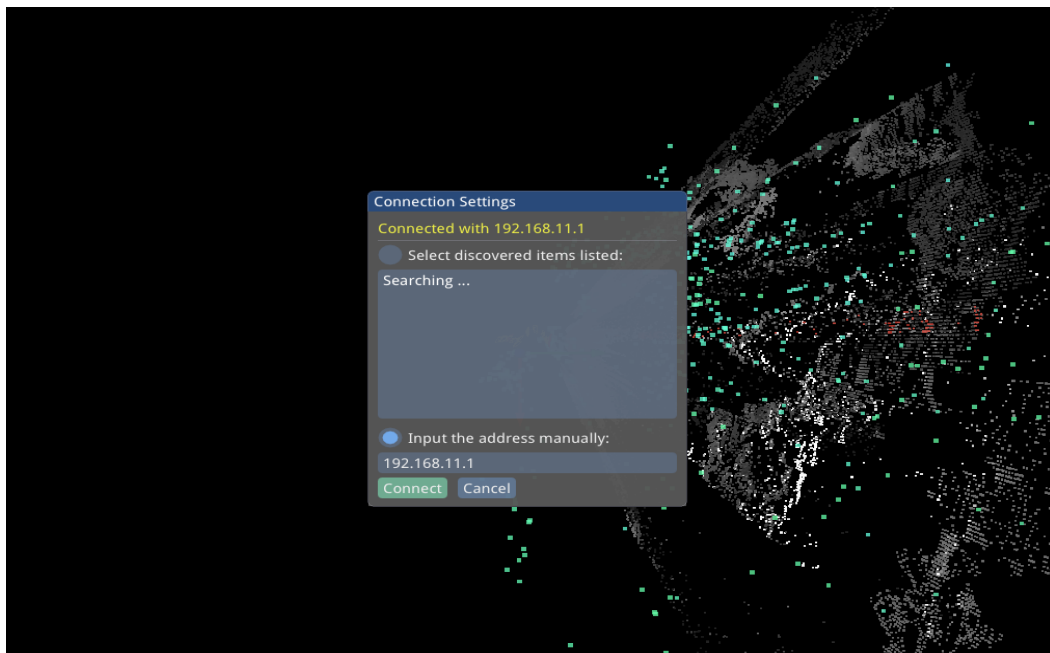 Connection Settings
Connected with 192.168.11.1
Select discovered items listed:
Searching ...
Input the address manually:
192.168.11.1
Connect Cancel